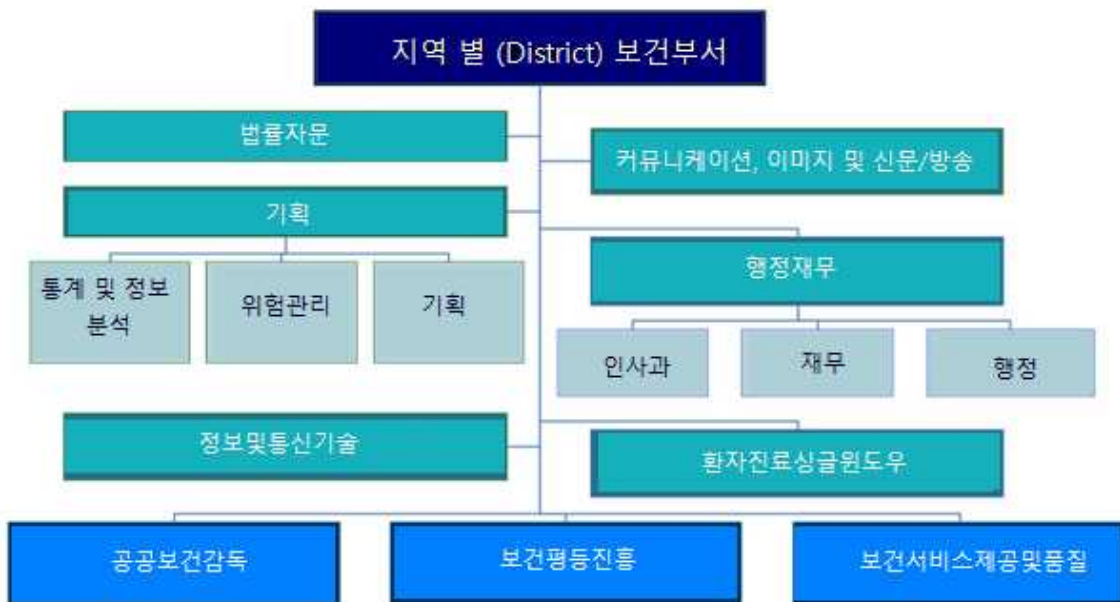 지역 별 (District) 보건부서
법률자문
커뮤니케이션, 이미지 및 신문/방송
기획
행정재무
통계 및 정보
분석
위험관리
기획
인사과
재무
행정
정보및통신기술
환자진료싱글윈도우
공공보건감독
보건평등진흥
보건서비스제공및품질